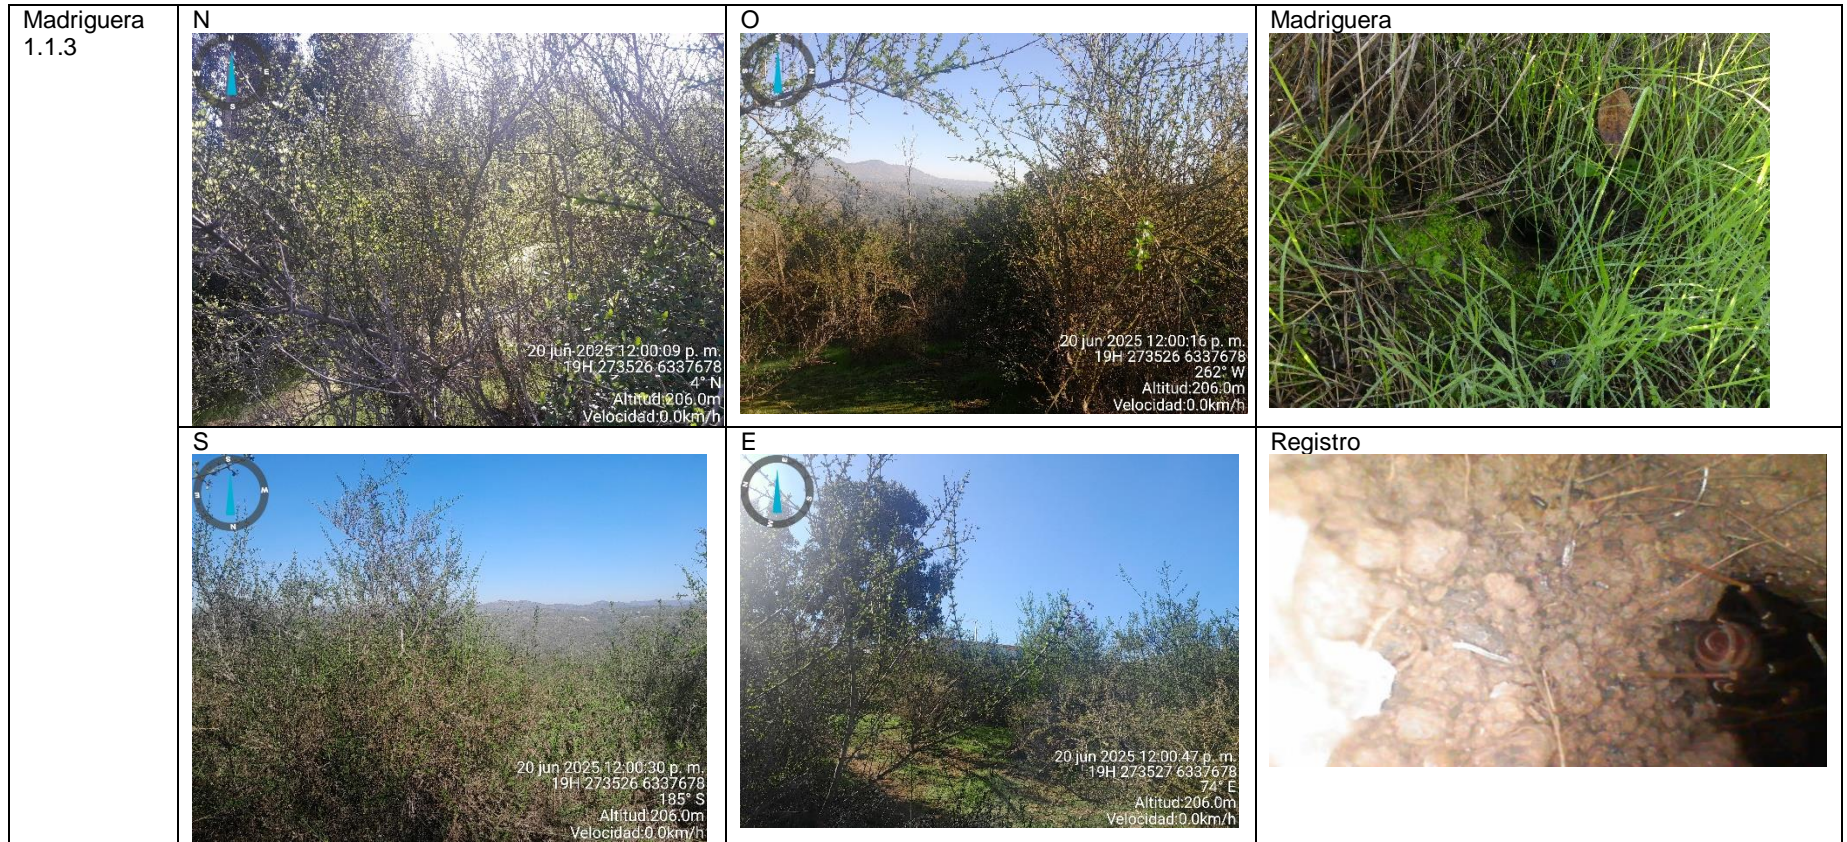 Madriguera
1.1.3
N
20 jun 2025 12:00:09 p. m.
19H 273526 6337678
4° N
Altitud:206.0m
Velocidad:0.0km/h
O
20 jun 2025 12:00:16 p. m.
19H 273526 6337678
262° W
Altitud:206.0m
Velocidad:0.0km/h
Madriguera
S
20 jun 2025 12:00:30 p. m.
19H 273526 6337678
185° S
Altitud:206.0m
Velocidad:0.0km/h
E
20 jun 2025 12:00:47 p. m.
19H 273527 6337678
74° E
Altitud:206.0m
Velocidad:0.0km/h
Registro